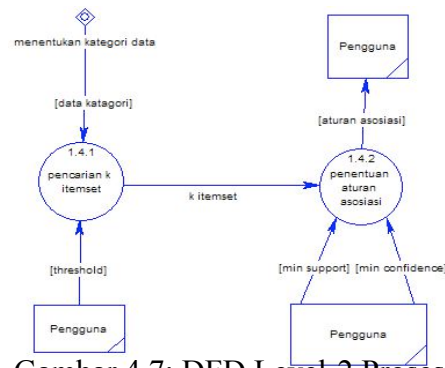 menentukan kategori data
Pengguna
[data katagori]
[aturan asosiasi]
1.4.1
pencarian k
itemset
1.4.2
penentuan
aturan
asosiasi
k itemset
[threshold]
[min support] [min confidence]
Pengguna
Pengguna